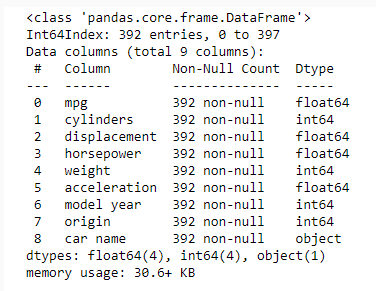 <class 'pandas.core.frame.DataFrame'>
Int64Index: 392 entries, 0 to 397
Data columns (total 9 columns):
 #   Column        Non-Null Count  Dtype
---  ------        --------------  -----
 0   mpg           392 non-null    float64
 1   cylinders     392 non-null    int64
 2   displacement  392 non-null    float64
 3   horsepower    392 non-null    float64
 4   weight        392 non-null    int64
 5   acceleration  392 non-null    float64
 6   model year    392 non-null    int64
 7   origin        392 non-null    int64
 8   car name      392 non-null    object
dtypes: float64(4), int64(4), object(1)
memory usage: 30.6+ KB